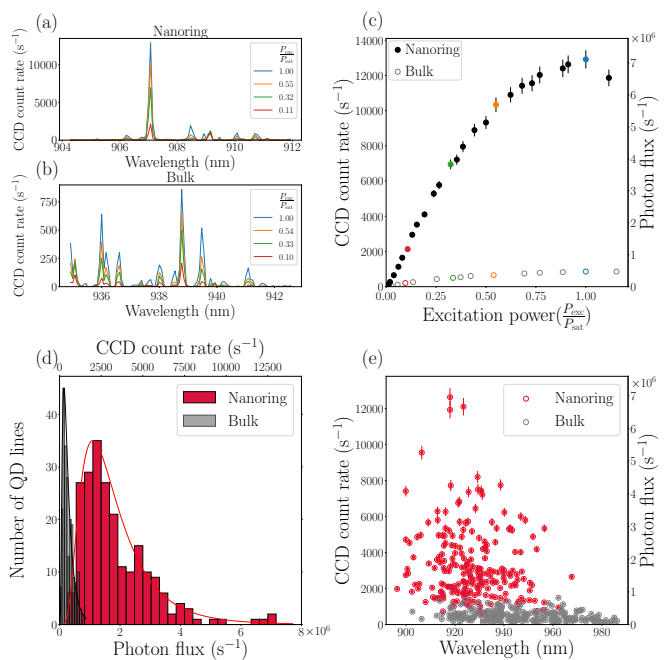 (a)
Nanoring
CCD count rate (s⁻¹)
10000
5000
0
904
906
908
910
912
Wavelength (nm)
P_exc/P_sat
1.00
0.55
0.32
0.11
(b)
Bulk
CCD count rate (s⁻¹)
750
500
250
0
936
938
940
942
Wavelength (nm)
P_exc/P_sat
1.00
0.54
0.33
0.10
(c)
×10⁶
Nanoring
Bulk
CCD count rate (s⁻¹)
14000
12000
10000
8000
6000
4000
2000
0
0.00
0.25
0.50
0.75
1.00
Excitation power(P_exc/P_sat)
7
6
5
4
3
2
1
0
Photon flux (s⁻¹)
(d)
CCD count rate (s⁻¹)
0
2000
5000
7500
10000
12500
Nanoring
Bulk
Number of QD lines
40
30
20
10
0
0
2
4
6
8
×10⁶
Photon flux (s⁻¹)
(e)
×10⁶
Nanoring
Bulk
CCD count rate (s⁻¹)
12000
10000
8000
6000
4000
2000
900
920
940
960
980
Wavelength (nm)
7
6
5
4
3
2
1
0
Photon flux (s⁻¹)